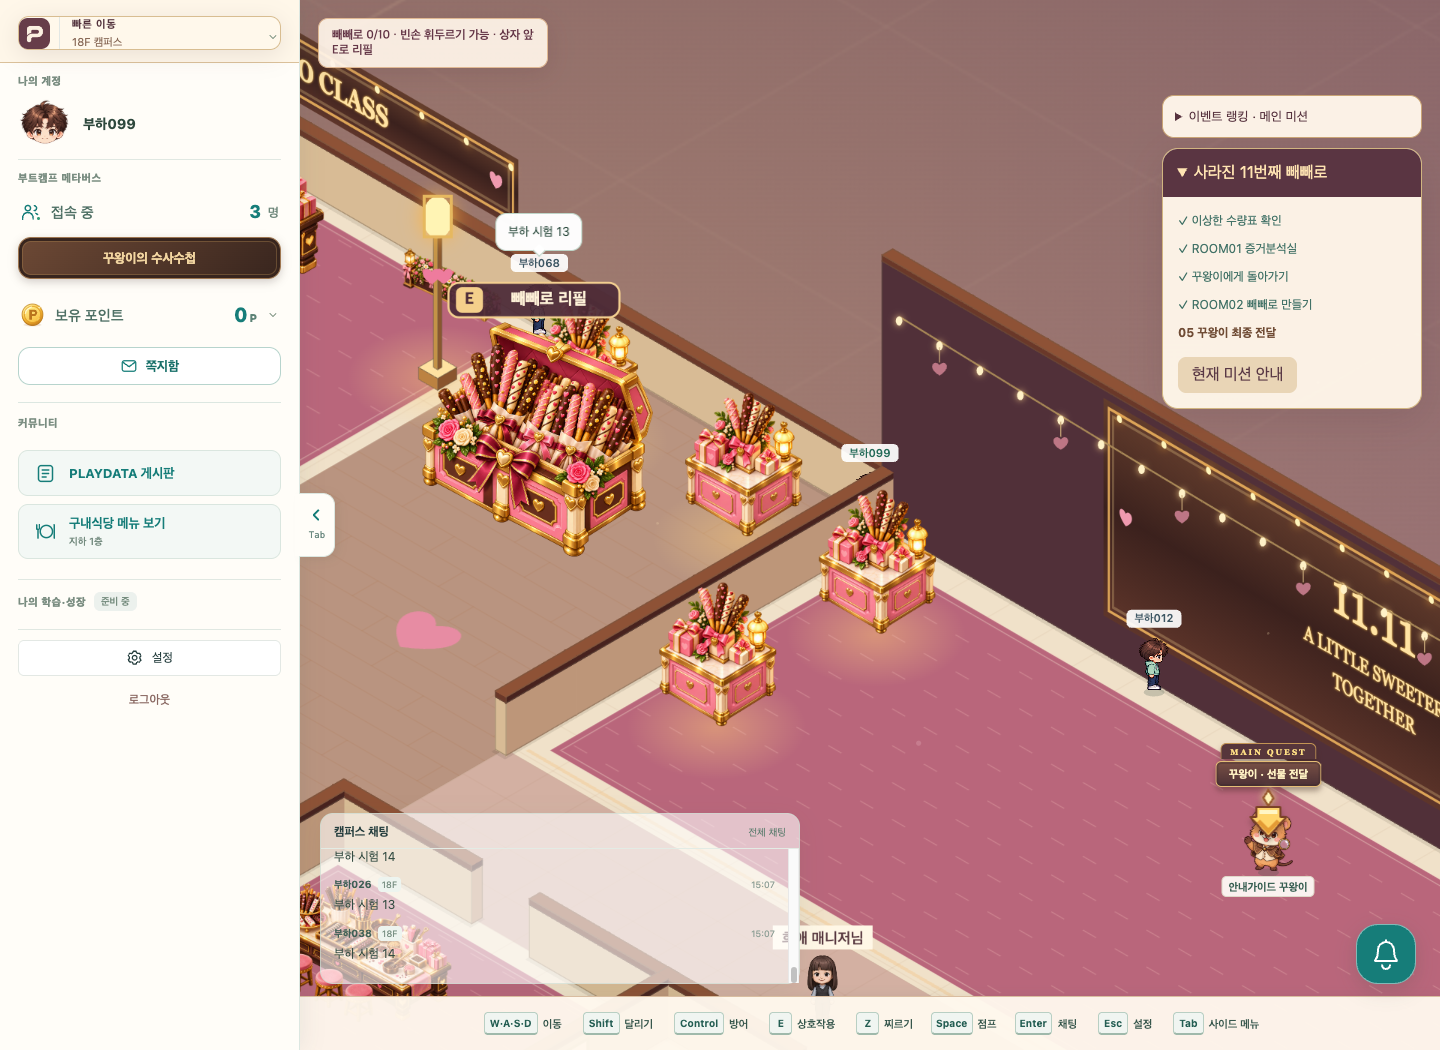 빠른 이동
18F 캠퍼스
나의 계정
부하099
부트캠프 메타버스
접속 중
3 명
꾸왕이의 수사수첩
P
보유 포인트
0 P
쪽지함
커뮤니티
PLAYDATA 게시판
구내식당 메뉴 보기
지하 1층
나의 학습·성장
준비 중
설정
로그아웃
Tab
빼빼로 0/10 · 빈손 휘두르기 가능 · 상자 앞
E로 리필
O CLASS
부하 시험 13
부하068
E 빼빼로 리필
부하099
부하012
이벤트 랭킹 · 메인 미션
사라진 11번째 빼빼로
✓ 이상한 수량표 확인
✓ ROOM01 증거분석실
✓ 꾸왕이에게 돌아가기
✓ ROOM02 빼빼로 만들기
05 꾸왕이 최종 전달
현재 미션 안내
11.11
A LITTLE SWEETER
TOGETHER
MAIN QUEST
꾸왕이 · 선물 전달
안내가이드 꾸왕이
캠퍼스 채팅
전체 채팅
부하 시험 14
부하026 18F 15:07
부하 시험 13
부하038 18F 15:07
부하 시험 14
매니저님
W·A·S·D 이동
Shift 달리기
Control 방어
E 상호작용
Z 찌르기
Space 점프
Enter 채팅
Esc 설정
Tab 사이드 메뉴